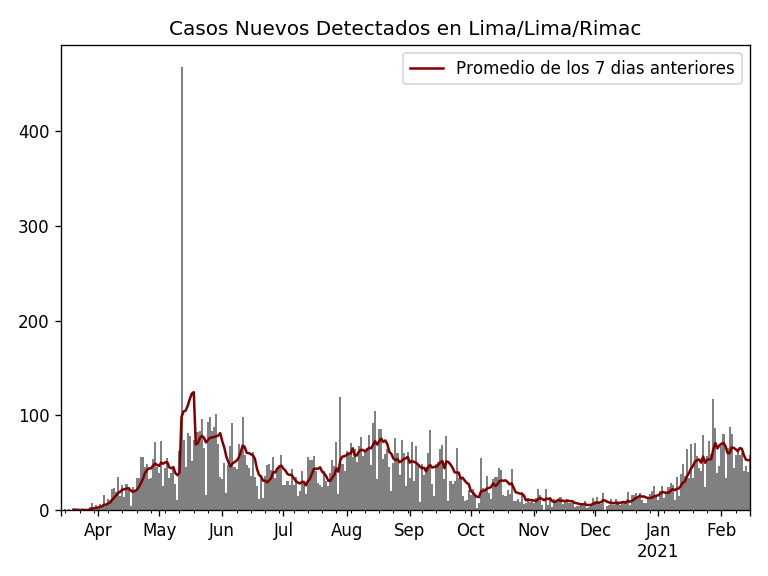 Casos Nuevos Detectados en Lima/Lima/Rimac
Promedio de los 7 dias anteriores
400
300
200
100
0
Apr May Jun Jul Aug Sep Oct Nov Dec Jan Feb
2021